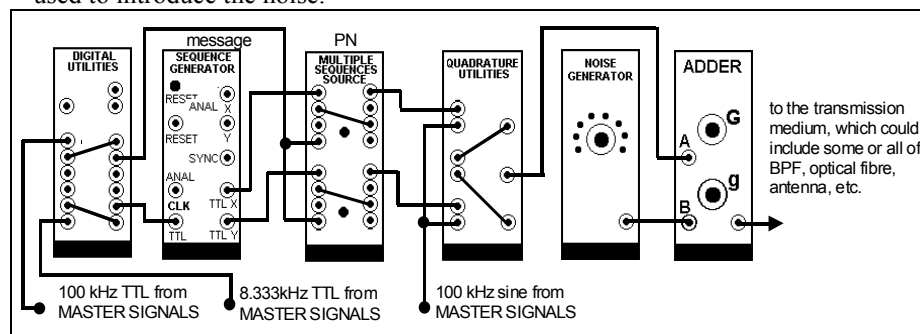 used to introduce the noise.
message
PN
DIGITAL
UTILITIES
SEQUENCE
GENERATOR
RESET
ANAL
X
RESET
Y
SYNC
ANAL
CLK
TTL X
TTL
TTL Y
MULTIPLE
SEQUENCES
SOURCE
QUADRATURE
UTILITIES
NOISE
GENERATOR
ADDER
G
A
g
B
to the transmission
medium, which could
include some or all of
BPF, optical fibre,
antenna, etc.
100 kHz TTL from
MASTER SIGNALS
8.333kHz TTL from
MASTER SIGNALS
100 kHz sine from
MASTER SIGNALS